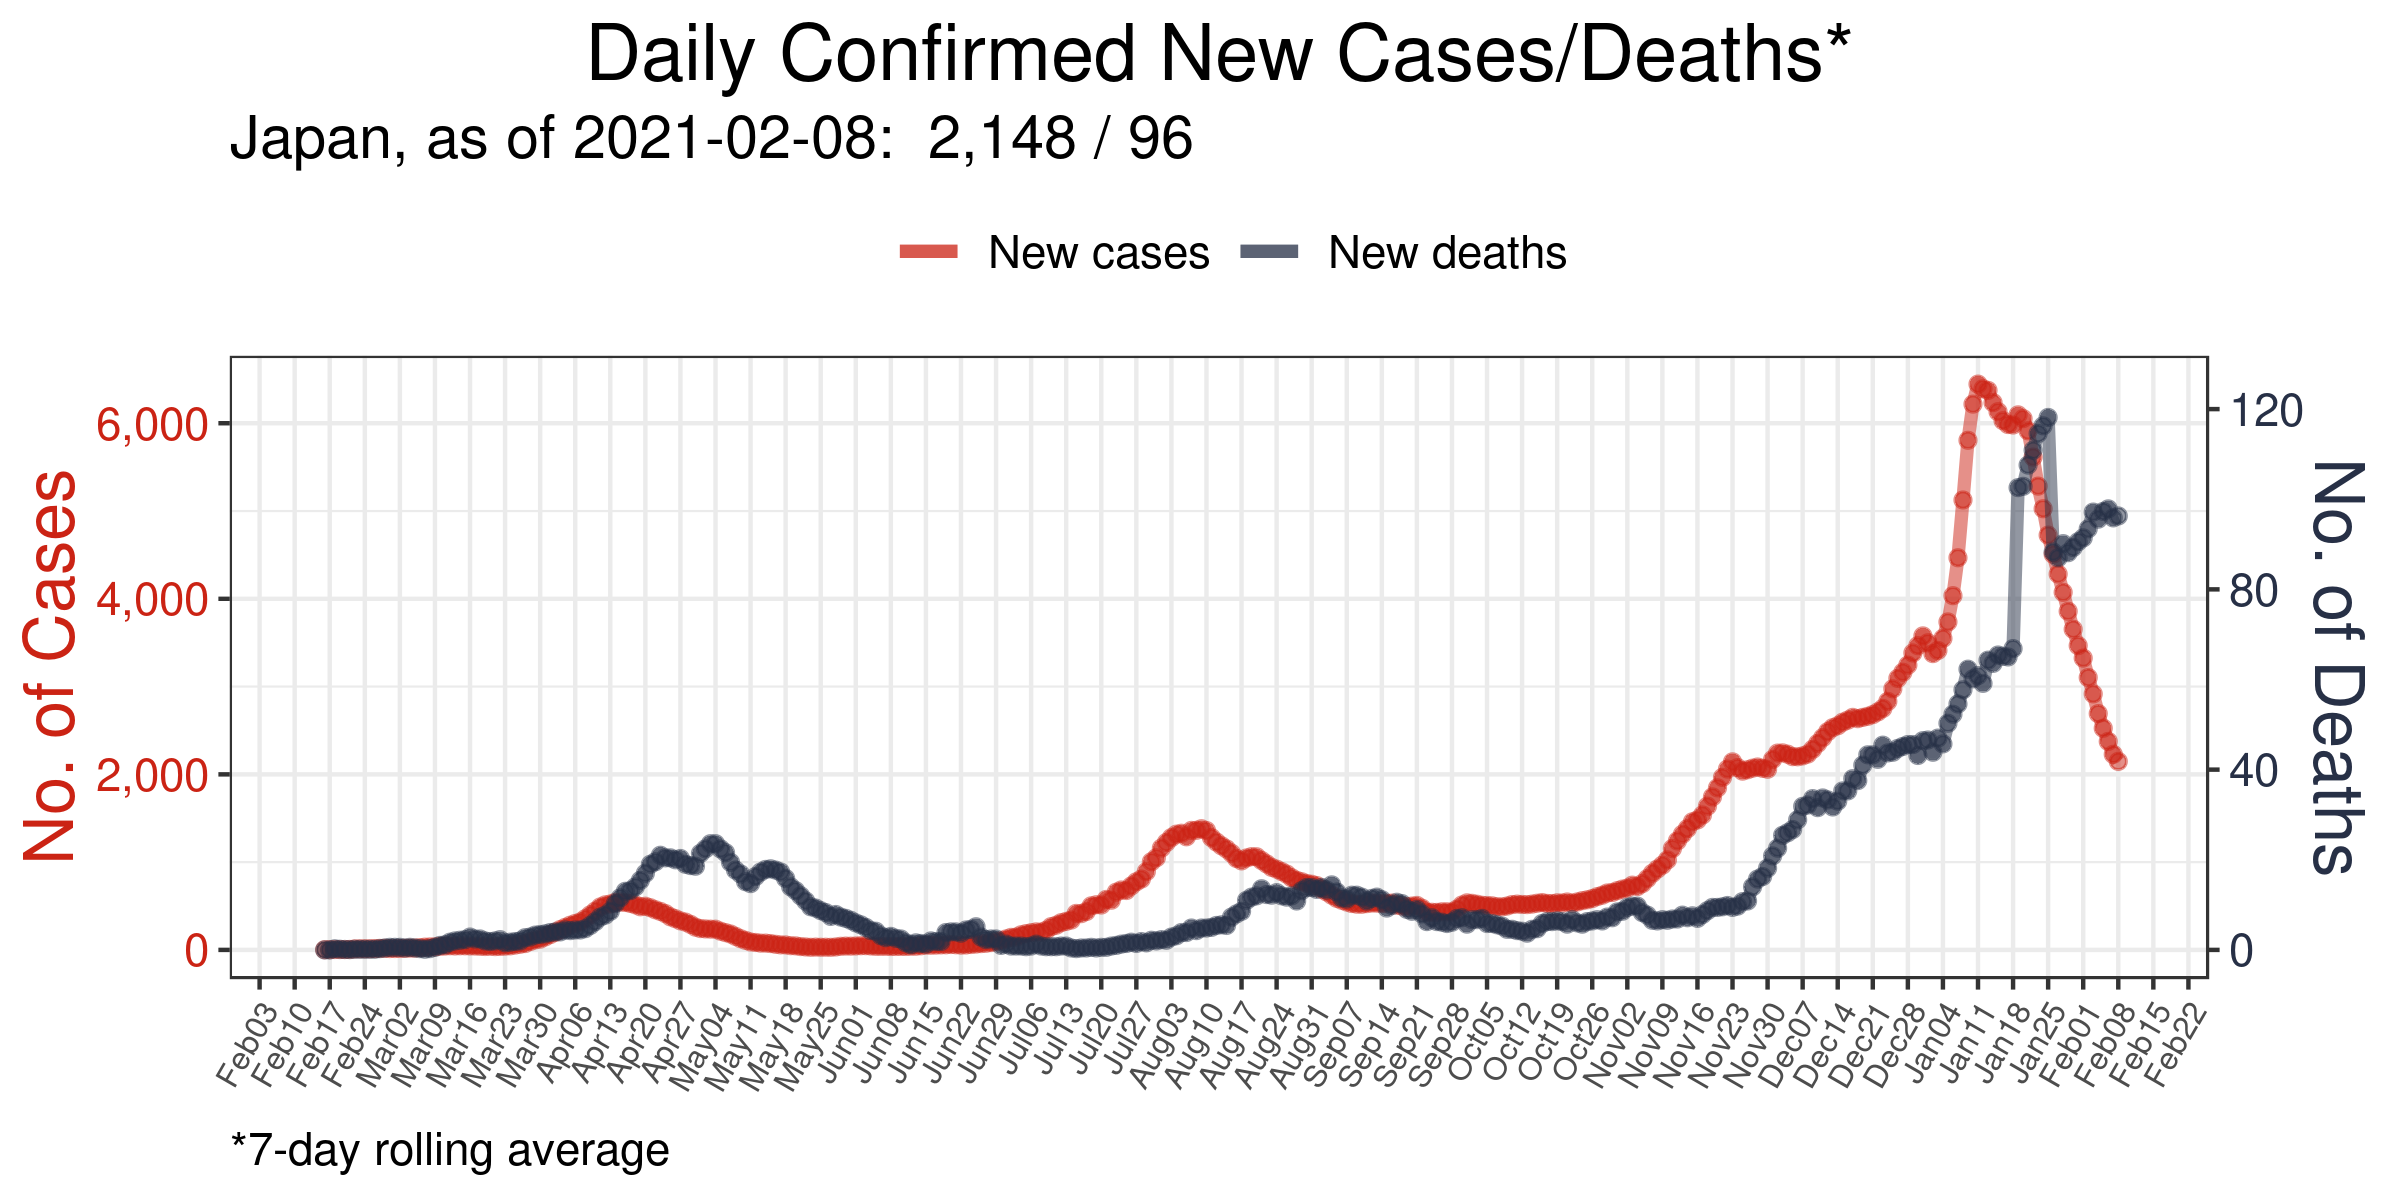 Daily Confirmed New Cases/Deaths*
Japan, as of 2021-02-08:  2,148 / 96
New cases
New deaths
No. of Cases
6,000
4,000
2,000
0
120
80
40
0
No. of Deaths
Feb03
Feb10
Feb17
Feb24
Mar02
Mar09
Mar16
Mar23
Mar30
Apr06
Apr13
Apr20
Apr27
May04
May11
May18
May25
Jun01
Jun08
Jun15
Jun22
Jun29
Jul06
Jul13
Jul20
Jul27
Aug03
Aug10
Aug17
Aug24
Aug31
Sep07
Sep14
Sep21
Sep28
Oct05
Oct12
Oct19
Oct26
Nov02
Nov09
Nov16
Nov23
Nov30
Dec07
Dec14
Dec21
Dec28
Jan04
Jan11
Jan18
Jan25
Feb01
Feb08
Feb15
Feb22
*7-day rolling average